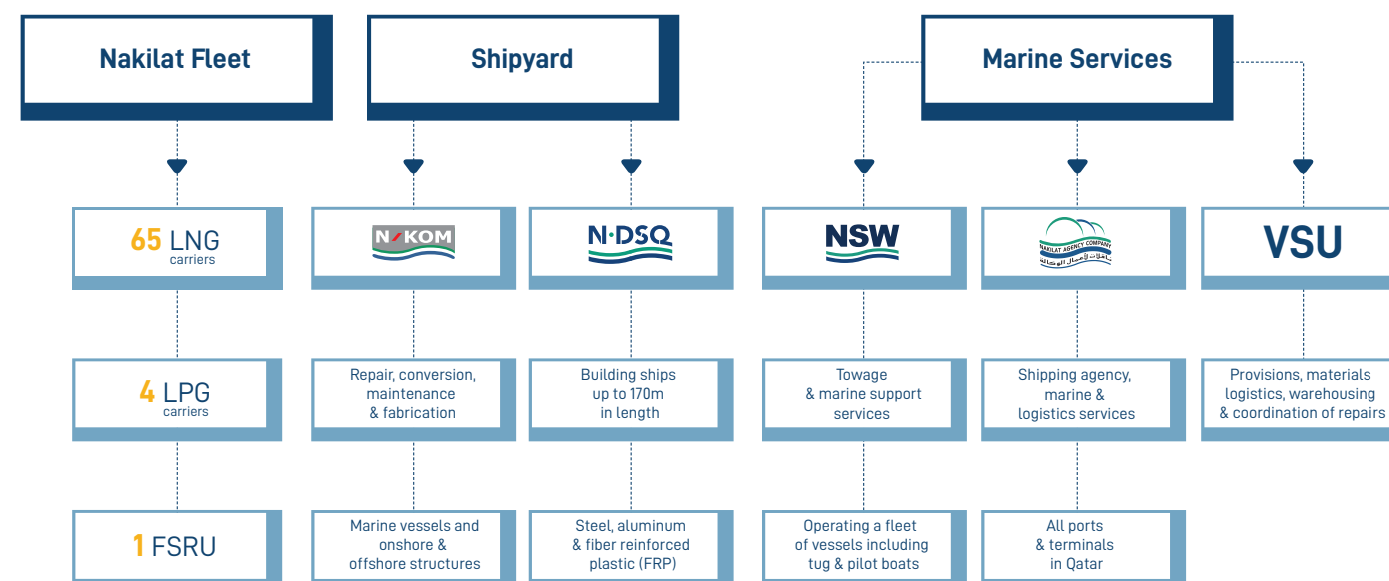 Nakilat Fleet
65 LNG
carriers
4 LPG
carriers
1 FSRU
Shipyard
N KOM
Repair, conversion,
maintenance
& fabrication
Marine vessels and
onshore &
offshore structures
N·DSQ
Building ships
up to 170m
in length
Steel, aluminum
& fiber reinforced
plastic (FRP)
Marine Services
NSW
Towage
& marine support
services
Operating a fleet
of vessels including
tug & pilot boats
NAKILAT AGENCY COMPANY
ناقلات لأعمال الوكالة
Shipping agency,
marine &
logistics services
All ports
& terminals
in Qatar
VSU
Provisions, materials
logistics, warehousing
& coordination of repairs